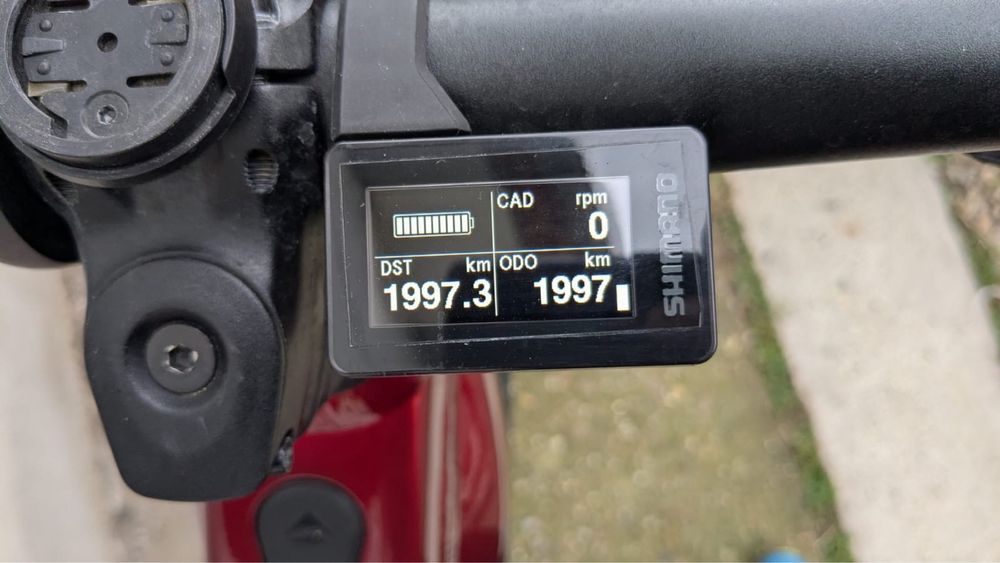 CAD rpm
0
DST km
1997.3
ODO km
1997
SHIMANO